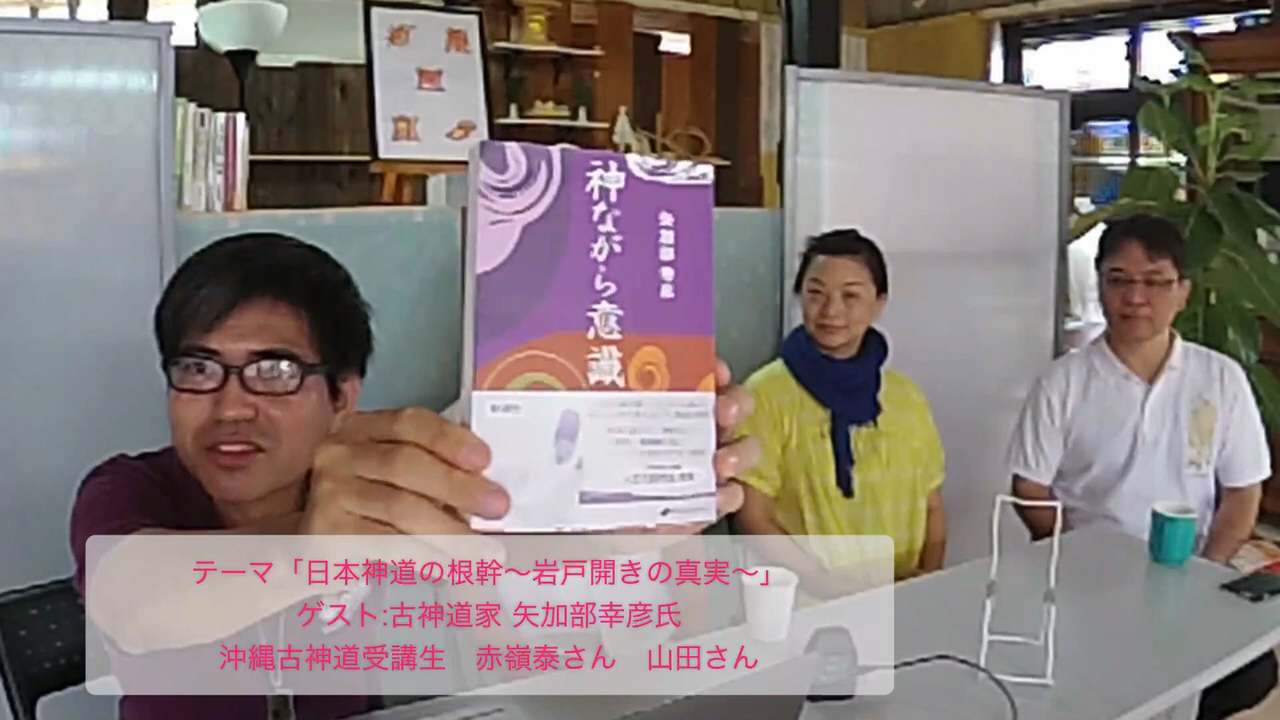 神ながら意識
矢加部幸彦
テーマ「日本神道の根幹〜岩戸開きの真実〜」
ゲスト:古神道家 矢加部幸彦氏
沖縄古神道受講生　赤嶺泰さん　山田さん